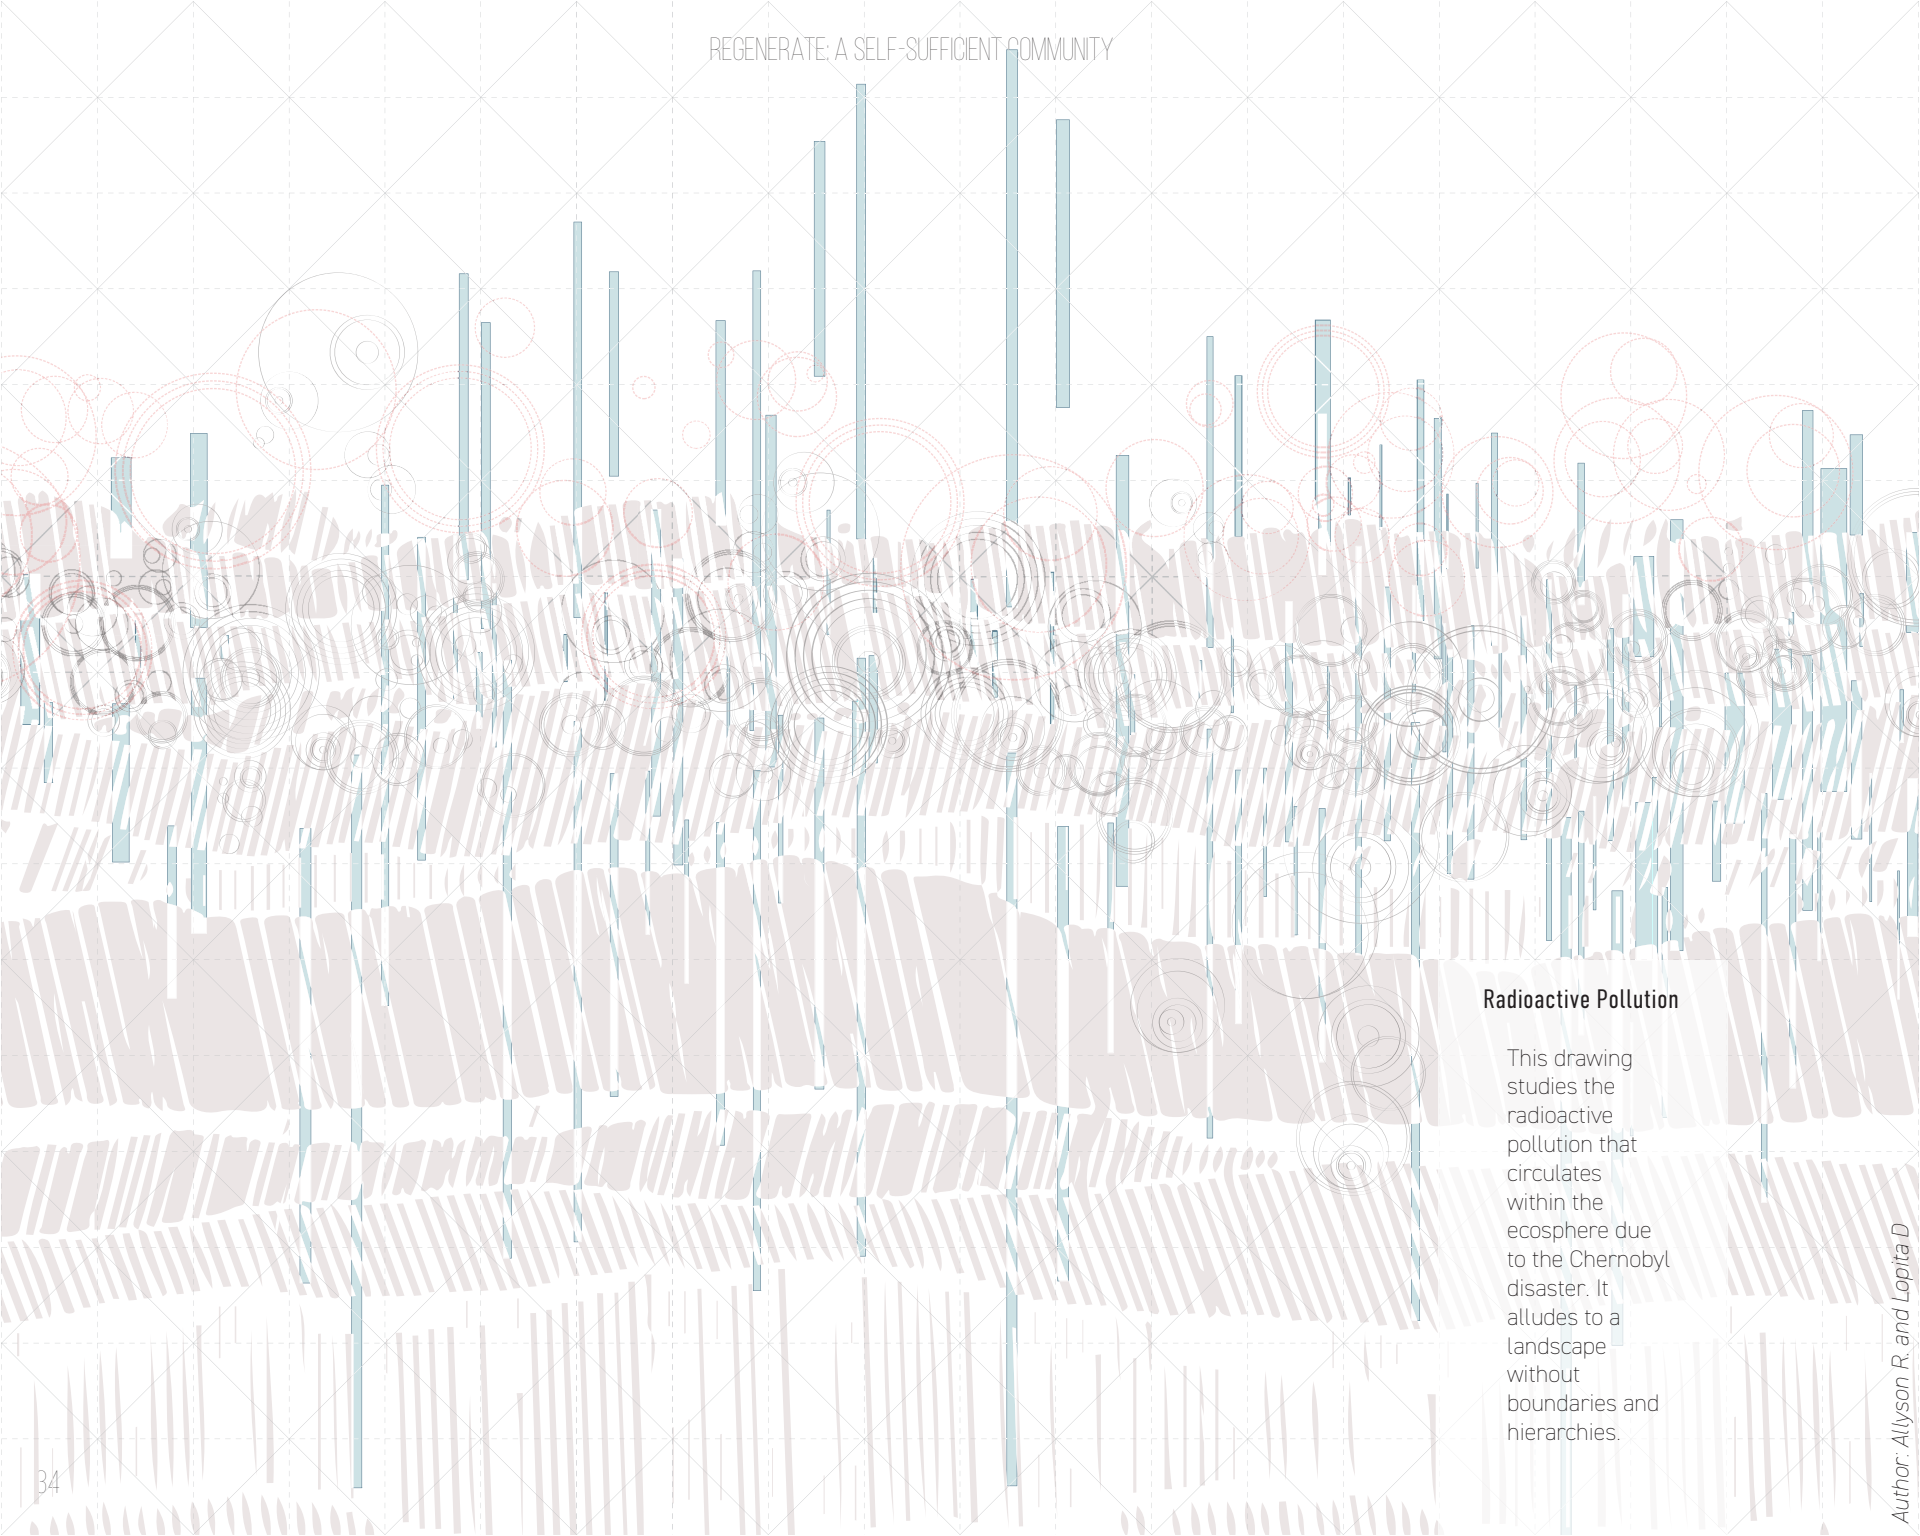 REGENERATE: A SELF-SUFFICIENT COMMUNITY
Radioactive Pollution
This drawing
studies the
radioactive
pollution that
circulates
within the
ecosphere due
to the Chernobyl
disaster. It
alludes to a
landscape
without
boundaries and
hierarchies.
Author: Allyson R. and Lopita D
34